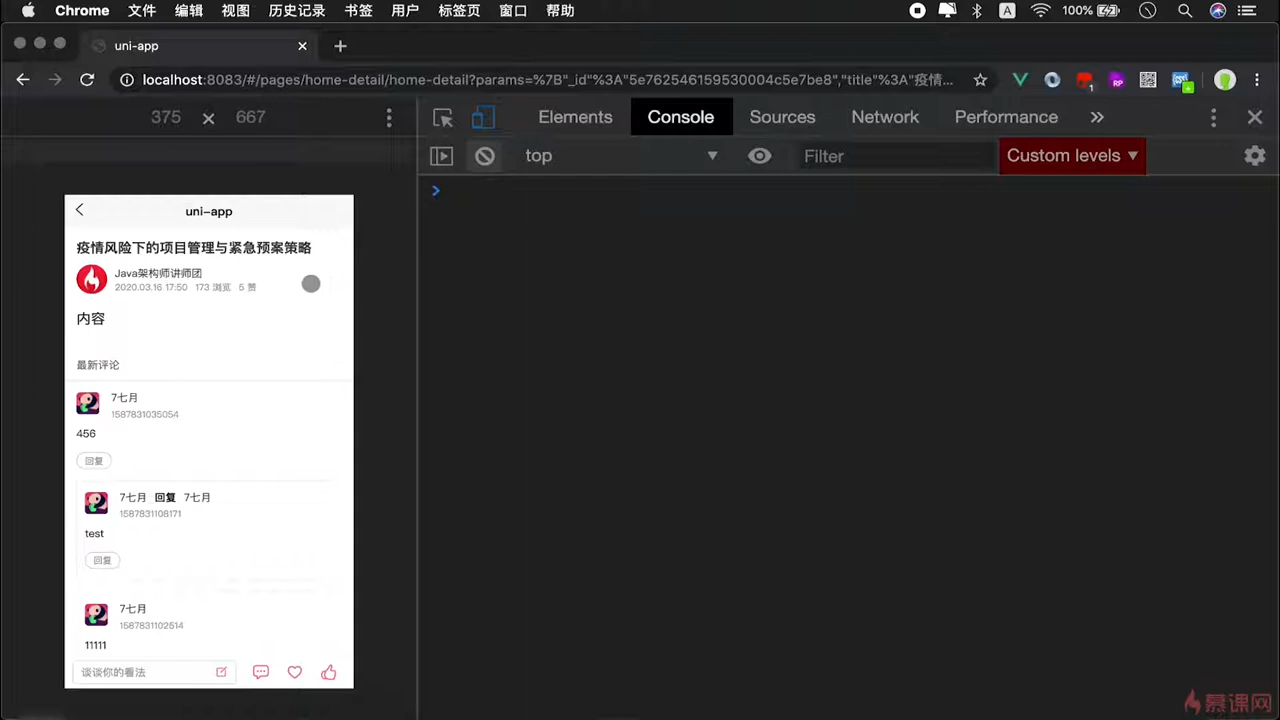 Chrome 文件 编辑 视图 历史记录 书签 用户 标签页 窗口 帮助 A 100%
uni-app
localhost:8083/#/pages/home-detail/home-detail?params=%7B"_id"%3A"5e762546159530004c5e7be8","title"%3A"疫情...
375 × 667
Elements Console Sources Network Performance »
top Filter Custom levels
uni-app
疫情风险下的项目管理与紧急预案策略
Java架构师讲师团
2020.03.16 17:50 173 浏览 5 赞
内容
最新评论
7七月
1587831035054
456
回复
7七月 回复 7七月
1587831108171
test
回复
7七月
1587831102514
11111
谈谈你的看法
慕课网